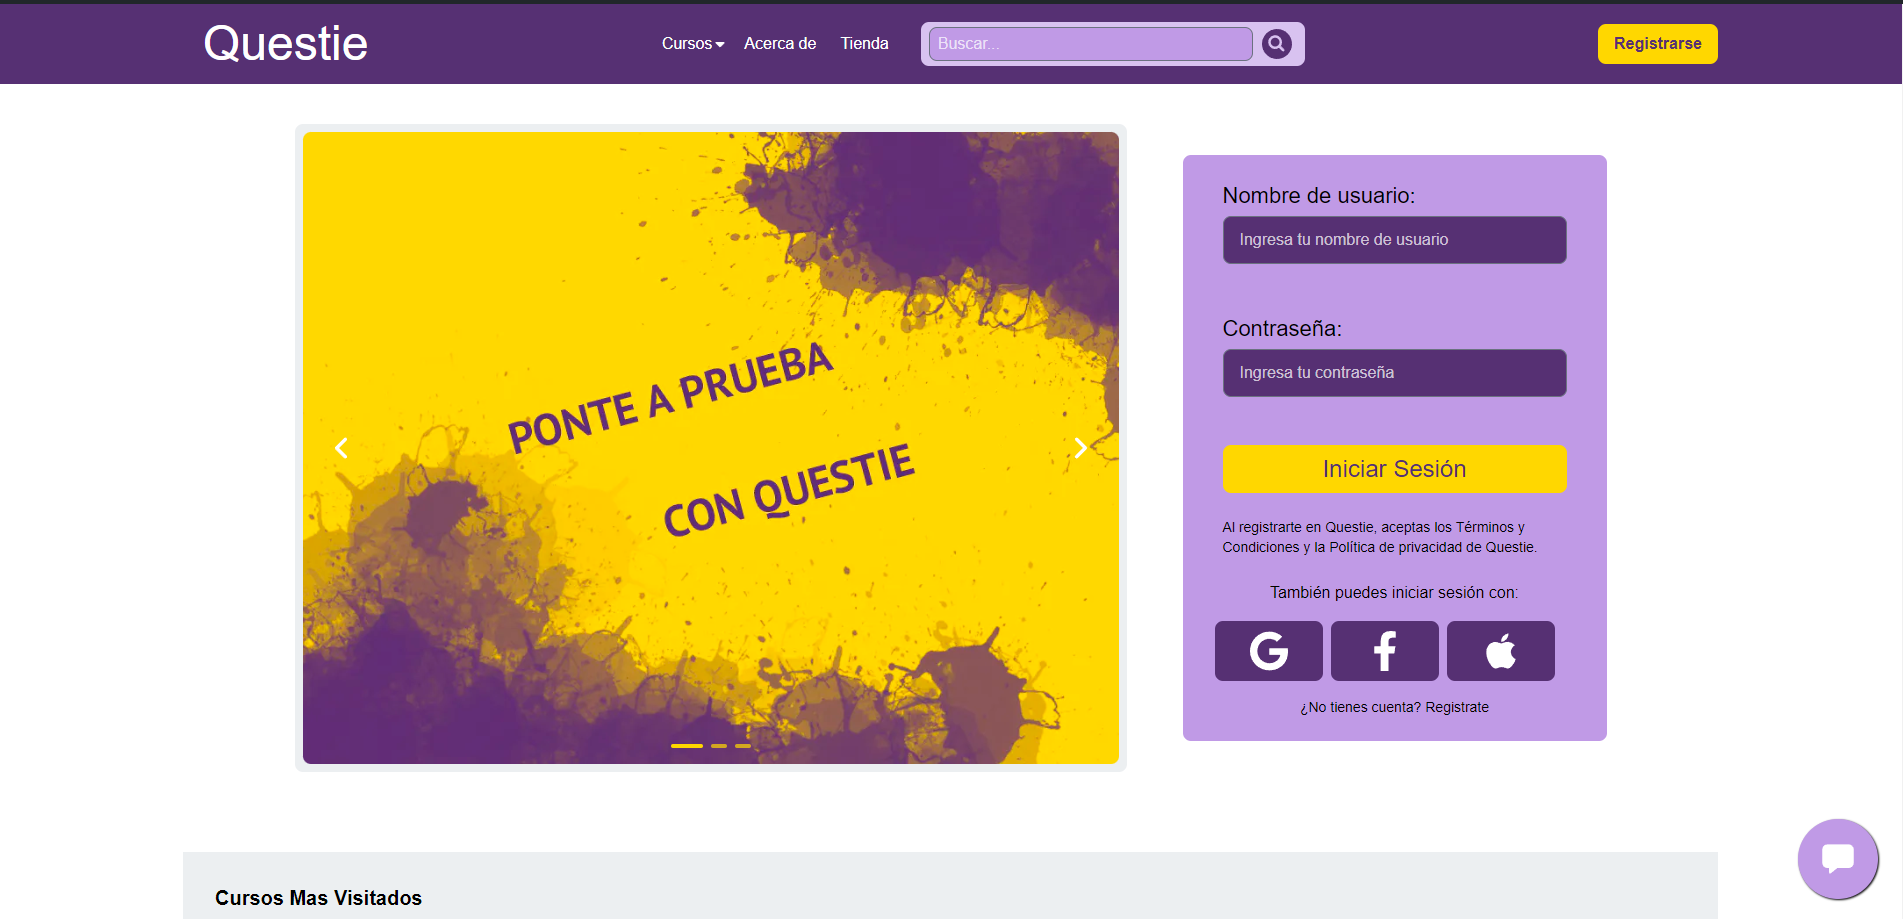 Questie
Cursos
Acerca de
Tienda
Buscar...
Registrarse
PONTE A PRUEBA
CON QUESTIE
Nombre de usuario:
Ingresa tu nombre de usuario
Contraseña:
Ingresa tu contraseña
Iniciar Sesión
Al registrarte en Questie, aceptas los Términos y
Condiciones y la Política de privacidad de Questie.
También puedes iniciar sesión con:
¿No tienes cuenta? Registrate
Cursos Mas Visitados